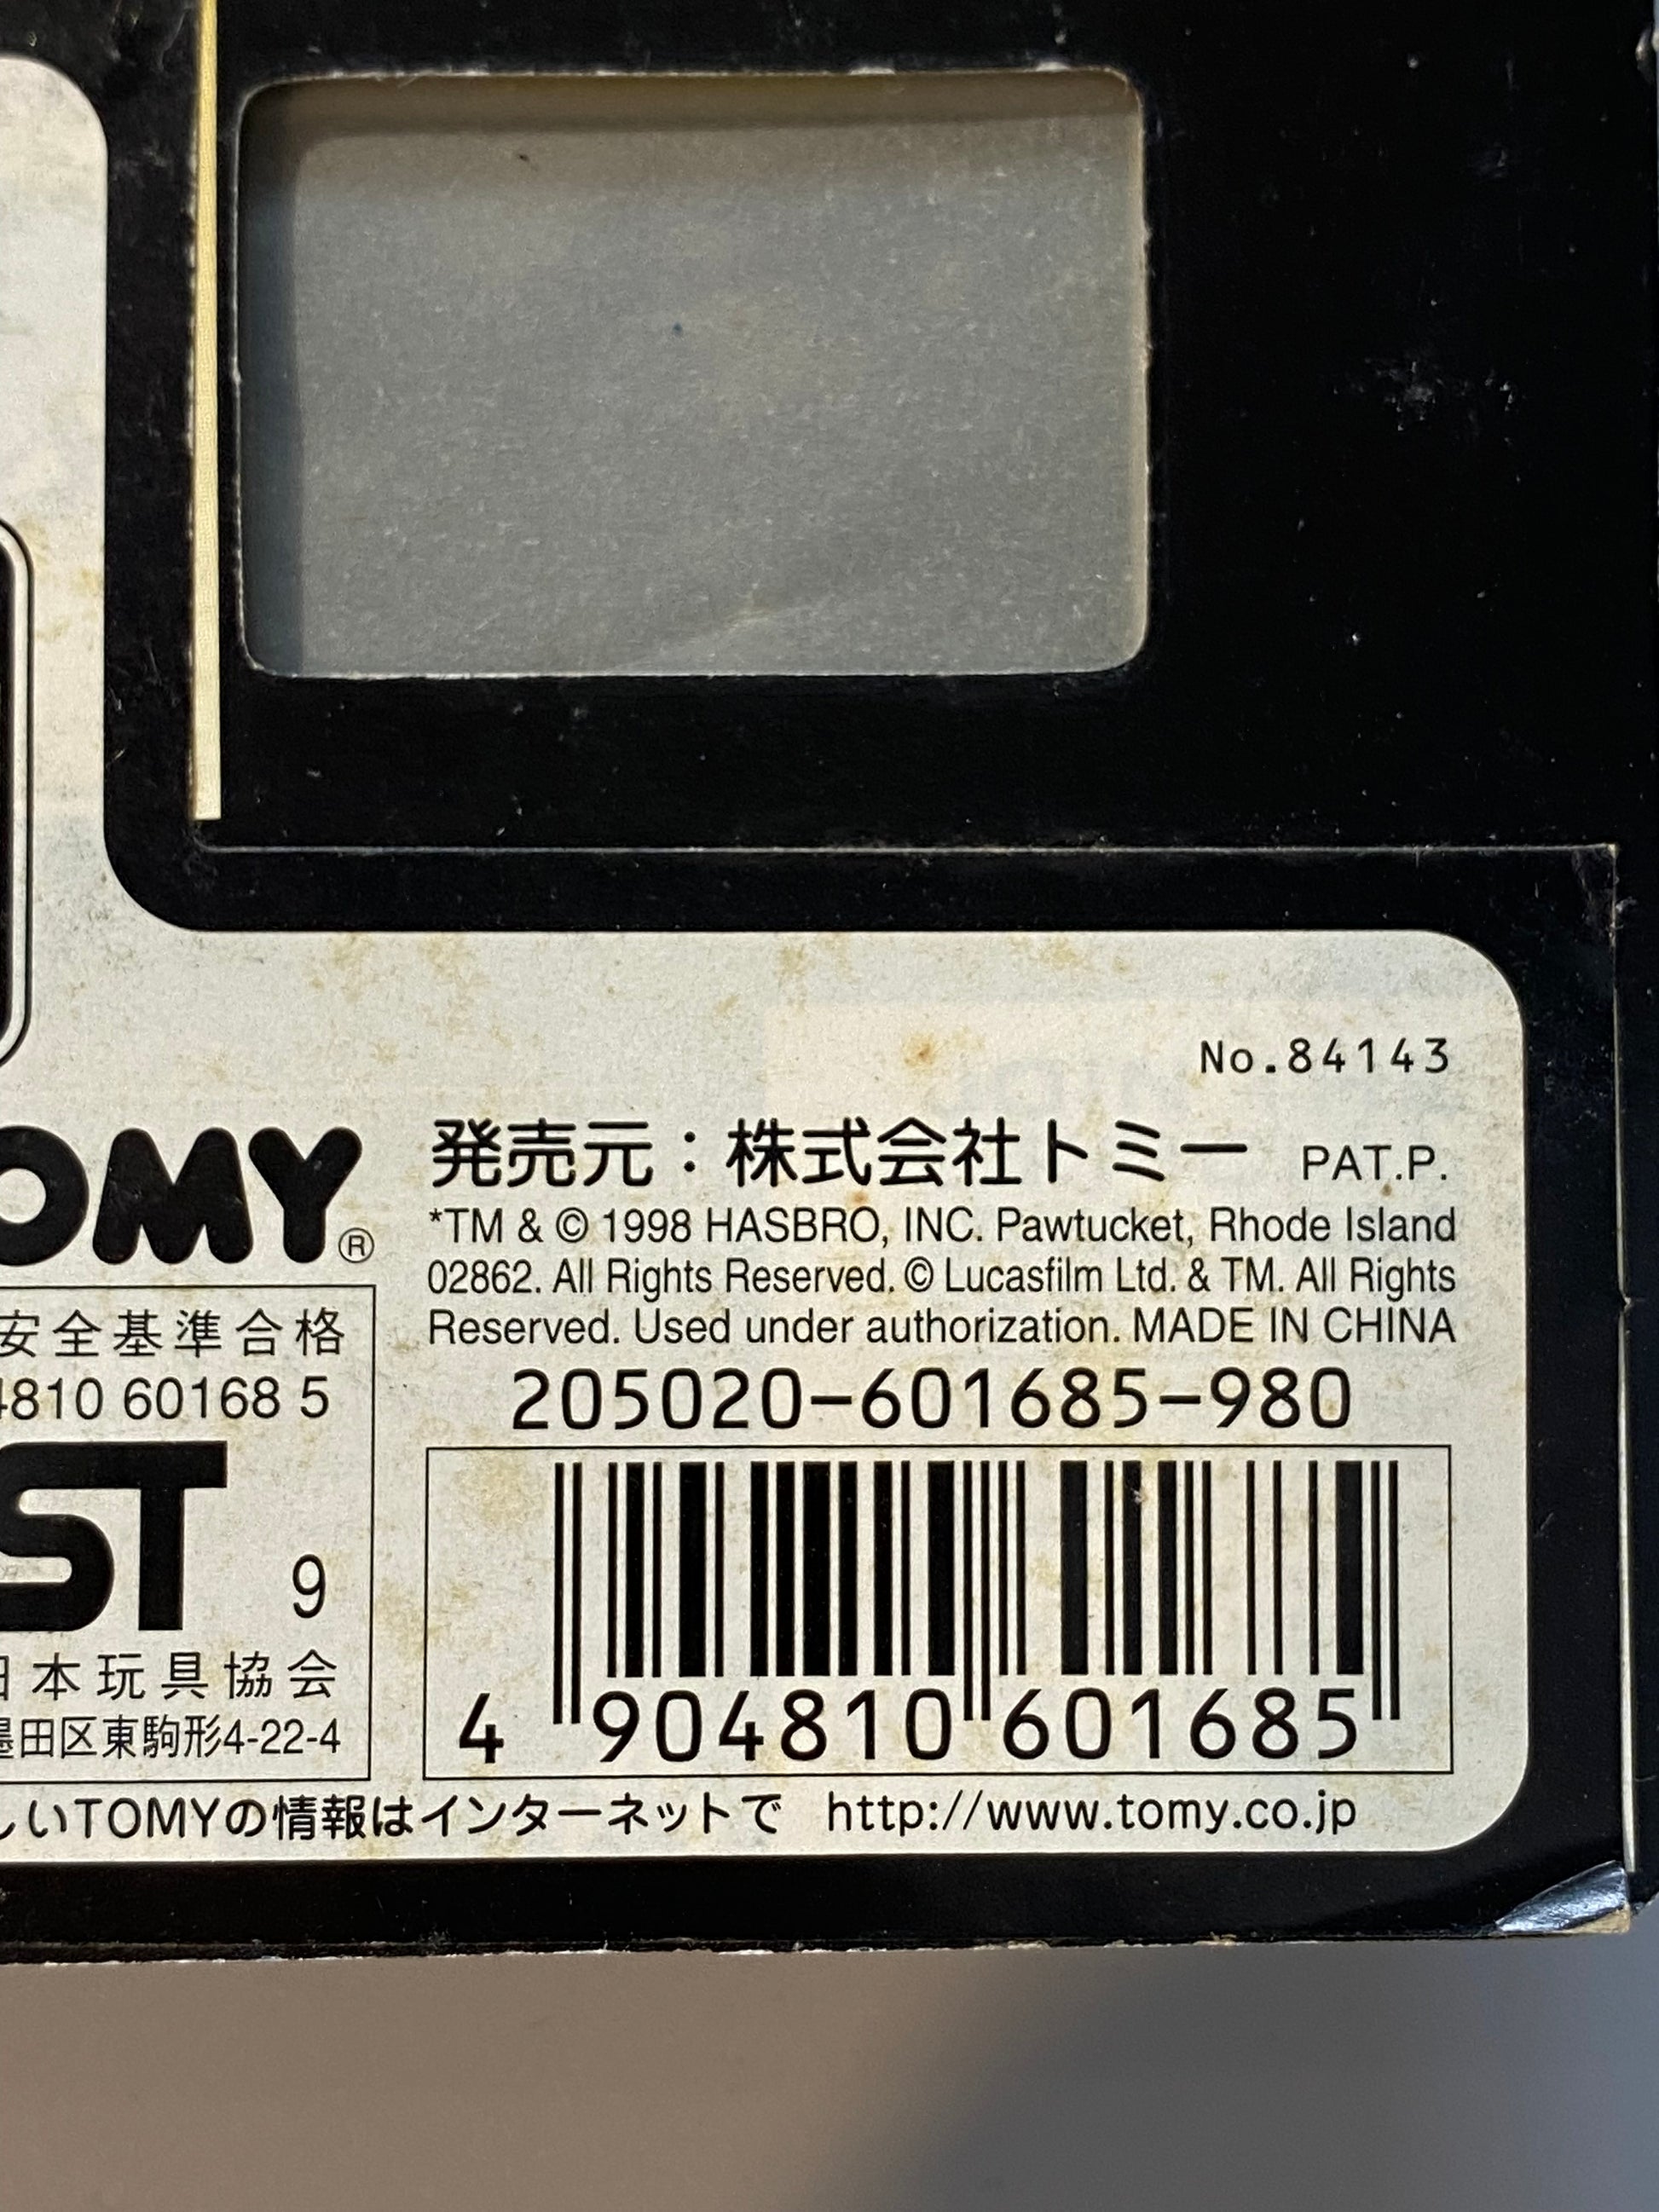 No.84143
TOMY®
発売元：株式会社トミー PAT.P.
*TM & © 1998 HASBRO, INC. Pawtucket, Rhode Island
02862. All Rights Reserved. © Lucasfilm Ltd. & TM. All Rights
Reserved. Used under authorization. MADE IN CHINA
安全基準合格
4810 60168 5
ST 9
日本玩具協会
墨田区東駒形4-22-4
205020-601685-980
4 904810 601685
しいTOMYの情報はインターネットで http://www.tomy.co.jp